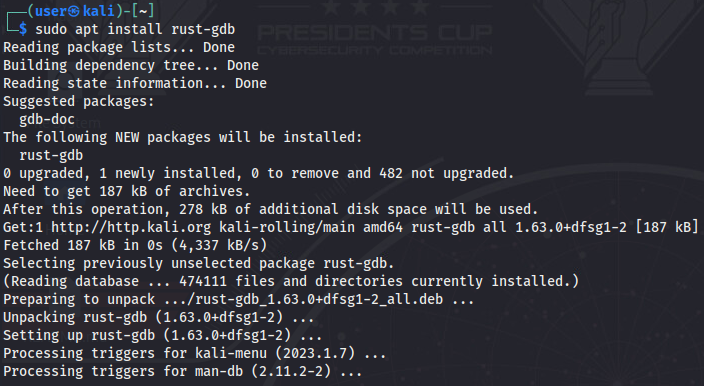 PRESIDENTS CUP
CYBERSECURITY COMPETITION
┌──(user㉿kali)-[~]
└─$ sudo apt install rust-gdb
Reading package lists... Done
Building dependency tree... Done
Reading state information... Done
Suggested packages:
  gdb-doc
The following NEW packages will be installed:
  rust-gdb
0 upgraded, 1 newly installed, 0 to remove and 482 not upgraded.
Need to get 187 kB of archives.
After this operation, 278 kB of additional disk space will be used.
Get:1 http://http.kali.org kali-rolling/main amd64 rust-gdb all 1.63.0+dfsg1-2 [187 kB]
Fetched 187 kB in 0s (4,337 kB/s)
Selecting previously unselected package rust-gdb.
(Reading database ... 474111 files and directories currently installed.)
Preparing to unpack .../rust-gdb_1.63.0+dfsg1-2_all.deb ...
Unpacking rust-gdb (1.63.0+dfsg1-2) ...
Setting up rust-gdb (1.63.0+dfsg1-2) ...
Processing triggers for kali-menu (2023.1.7) ...
Processing triggers for man-db (2.11.2-2) ...